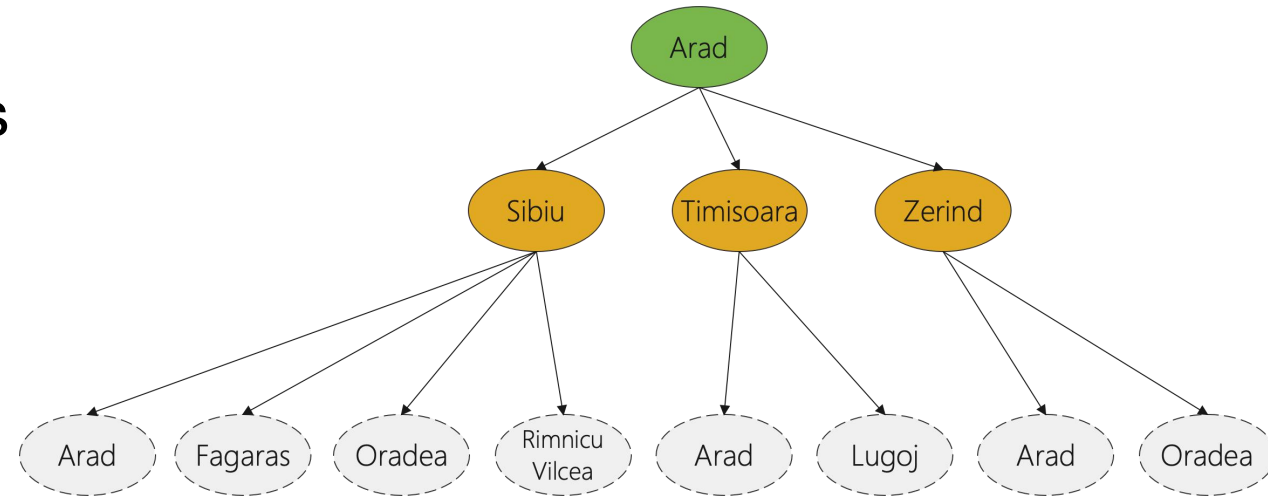 Arad
s
Sibiu
Timisoara
Zerind
Arad
Fagaras
Oradea
Rimnicu
Vilcea
Arad
Lugoj
Arad
Oradea